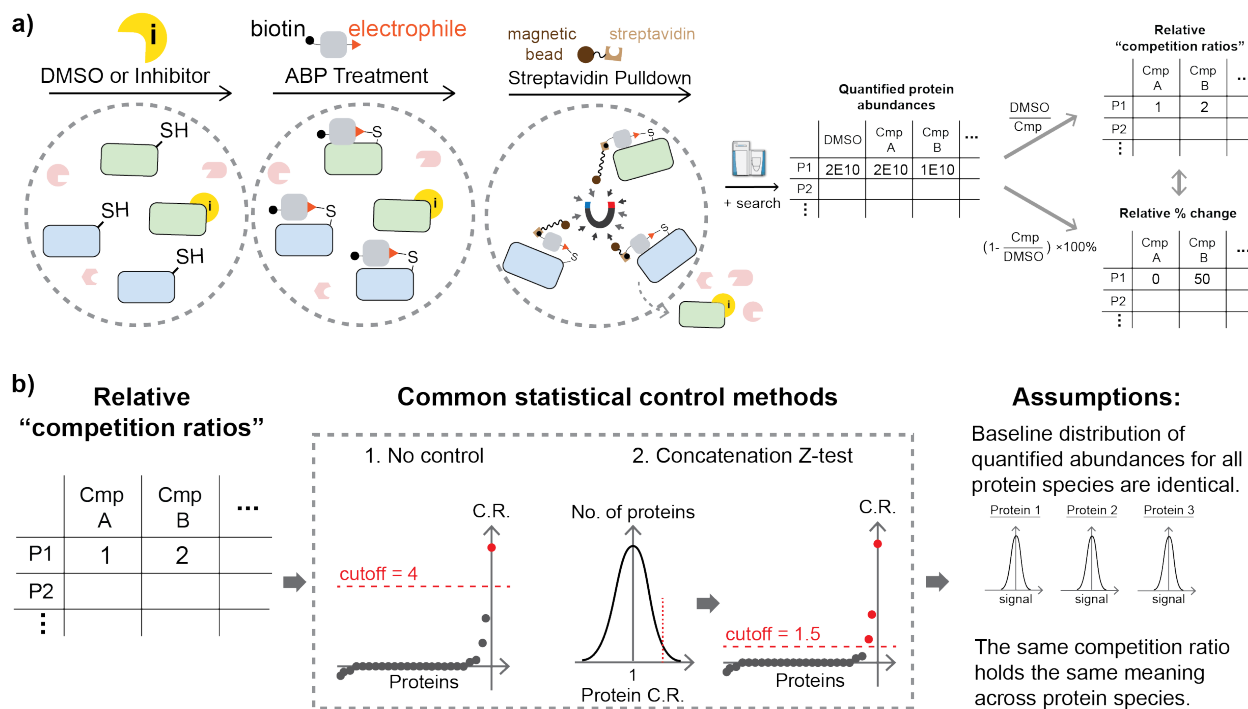 a)
i
DMSO or Inhibitor
biotin
electrophile
ABP Treatment
magnetic bead
streptavidin
Streptavidin Pulldown
SH
i
SH
SH
S
S
i
S
S
S
S
i
+ search
Quantified protein
abundances
DMSO
Cmp
A
Cmp
B
...
P1
2E10
2E10
1E10
P2
⋮
DMSO
Cmp
(1- Cmp/DMSO) ×100%
Relative
“competition ratios”
Cmp
A
Cmp
B
...
P1
1
2
P2
⋮
Relative % change
Cmp
A
Cmp
B
...
P1
0
50
P2
⋮
b)
Relative
“competition ratios”
Cmp
A
Cmp
B
...
P1
1
2
P2
⋮
Common statistical control methods
1. No control
C.R.
cutoff = 4
Proteins
2. Concatenation Z-test
No. of proteins
1
Protein C.R.
C.R.
cutoff = 1.5
Proteins
Assumptions:
Baseline distribution of
quantified abundances for all
protein species are identical.
Protein 1
Protein 2
Protein 3
signal
signal
signal
The same competition ratio
holds the same meaning
across protein species.